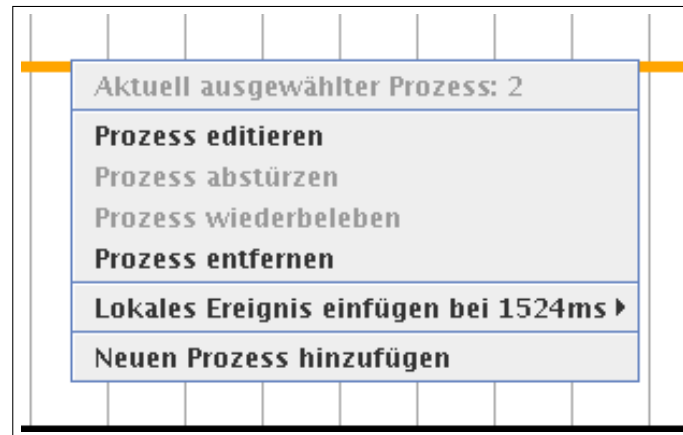 Aktuell ausgewählter Prozess: 2
Prozess editieren
Prozess abstürzen
Prozess wiederbeleben
Prozess entfernen
Lokales Ereignis einfügen bei 1524ms
Neuen Prozess hinzufügen